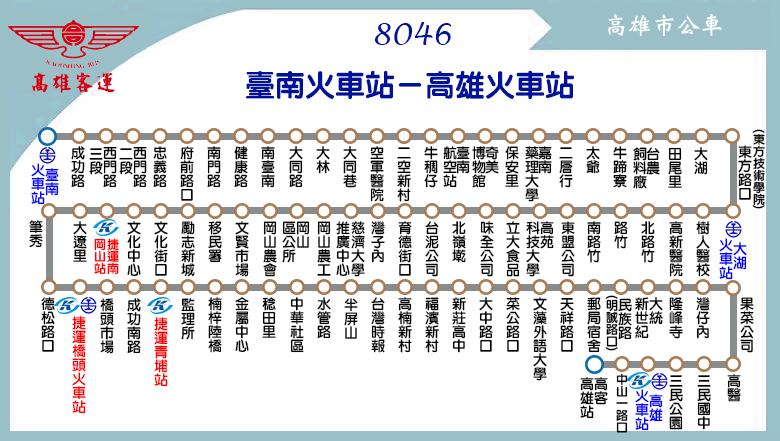 8046
高雄市公車
KAOHSIUNG BUS
高雄客運
臺南火車站－高雄火車站
臺南
火車站
成功路
西門路
三段
西門路
二段
忠義路
府前路口
南門路
健康路
南臺南
大同路
大林
大同巷
空軍醫院
二空新村
牛稠仔
臺南
航空站
奇美
博物館
保安里
嘉南
藥理大學
二層行
太爺
牛蹄寮
台農
飼料廠
田尾里
大湖
東方路口
(東方技術學院)
筆秀
大遼里
捷運南
岡山站
文化中心
文化街口
勵志新城
移民署
文賢市場
岡山農會
岡山
區公所
岡山農工
慈濟大學
推廣中心
灣子內
育德街口
台泥公司
北嶺墩
味全公司
立大食品
高苑
科技大學
東盟公司
南路竹
路竹
北路竹
高新醫院
樹人醫校
大湖
火車站
德松路口
捷運橋頭火車站
橋頭市場
成功南路
捷運青埔站
監理所
楠梓陸橋
金屬中心
稔田里
中華社區
水管路
半屏山
台灣時報
高楠新村
福濱新村
新莊高中
大中路口
菜公路口
文藻外語大學
天祥路口
郵局宿舍
民族路
(明誠路口)
大統
新世紀
隆峰寺
灣仔內
果菜公司
高客
高雄站
中山一路口
高雄
火車站
三民公園
三民國中
高醫